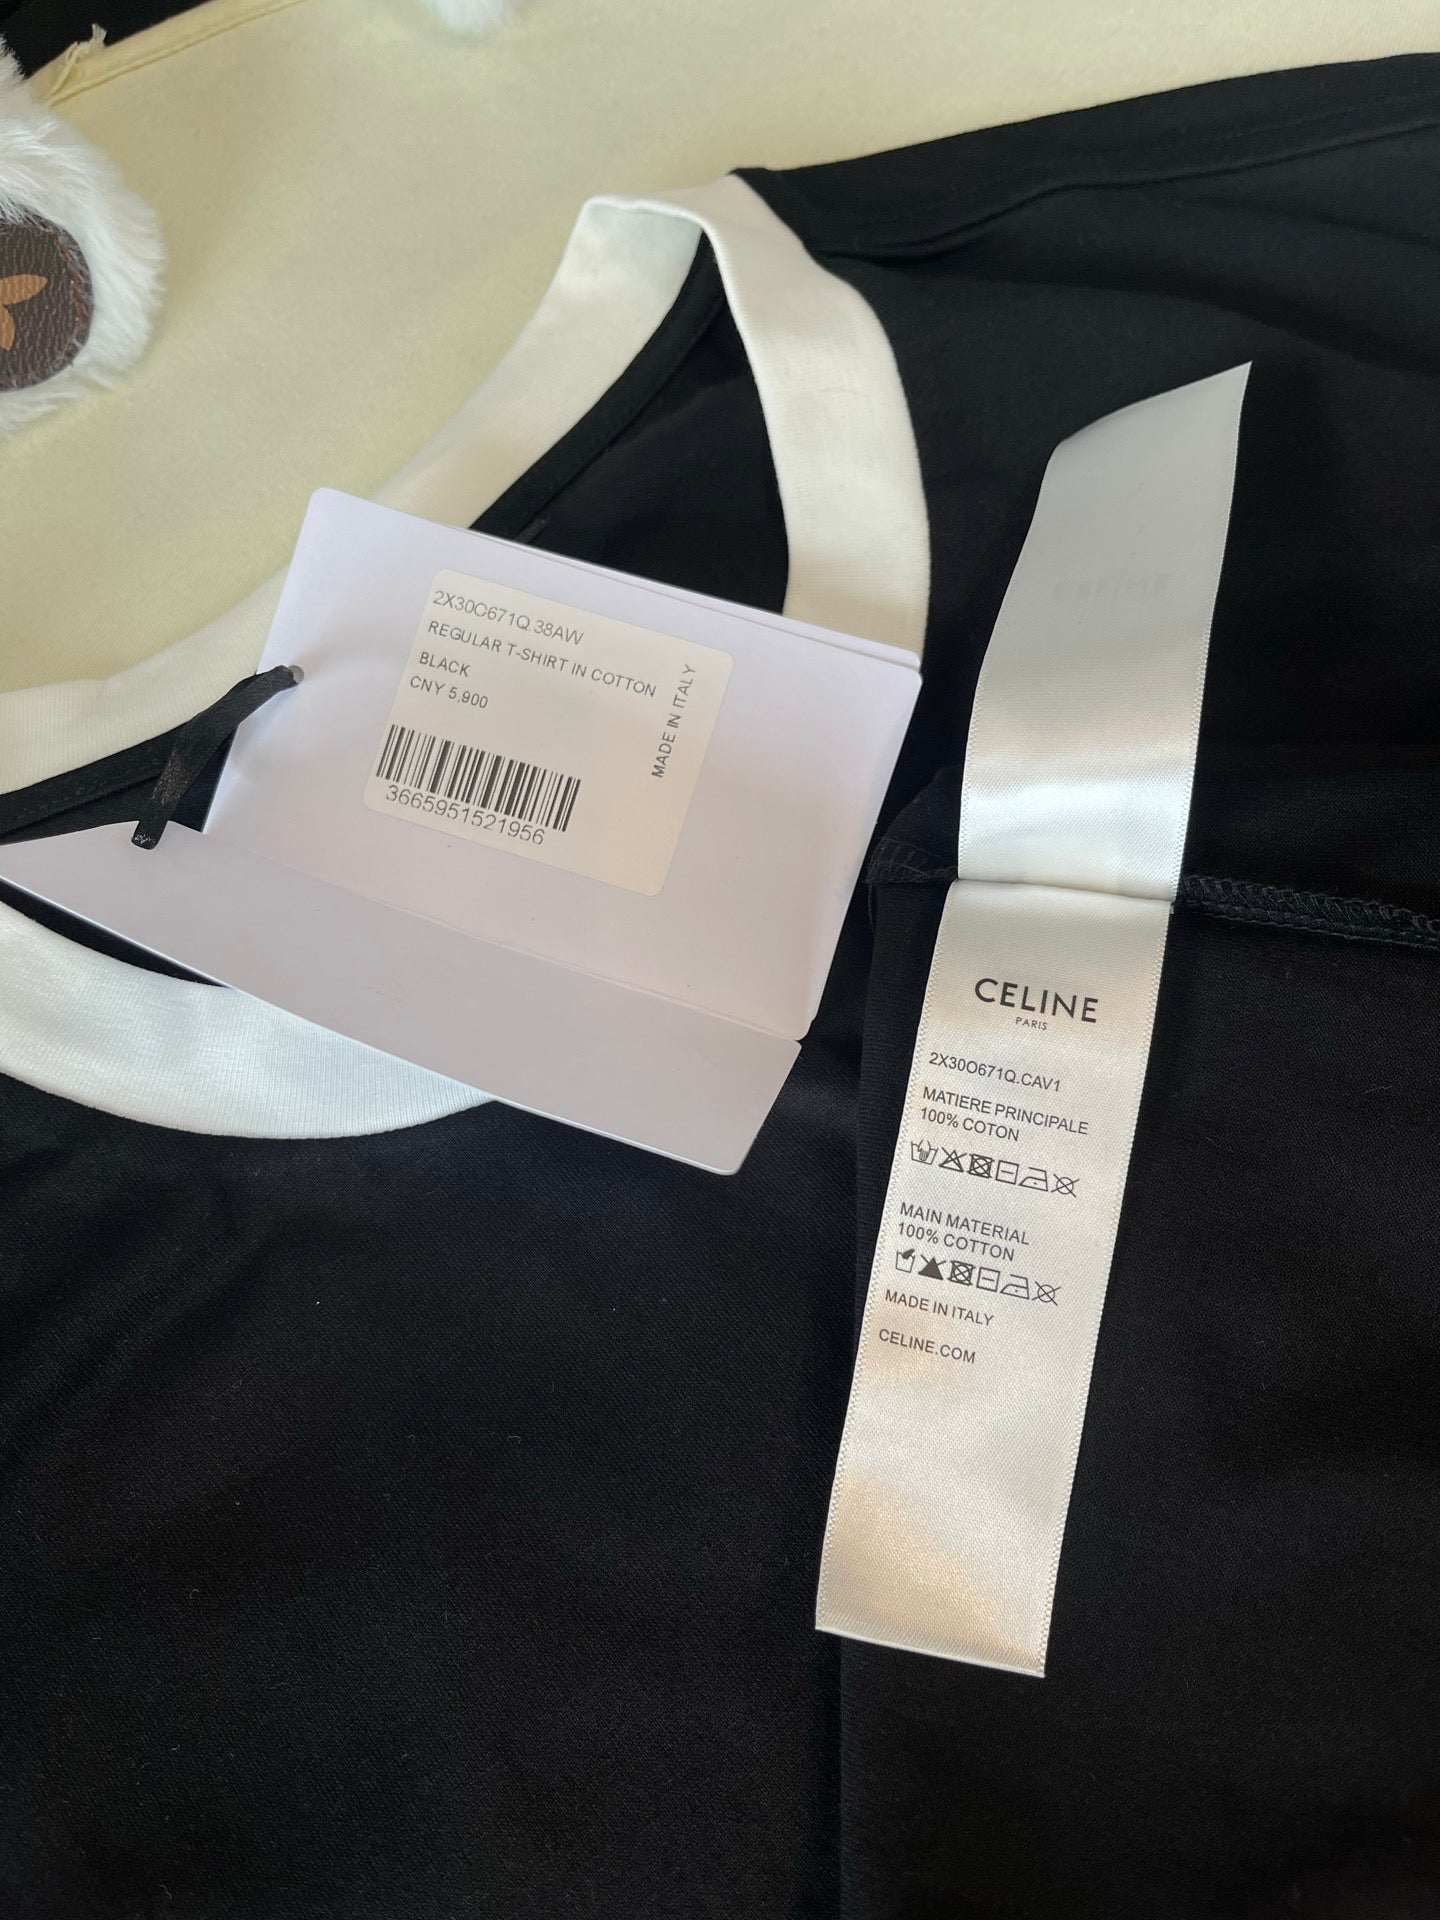 2X30O671Q.38AW
REGULAR T-SHIRT IN COTTON
BLACK
CNY 5,900
MADE IN ITALY
3665951521956
CELINE
PARIS
2X30O671Q.CAV1
MATIERE PRINCIPALE
100% COTON
MAIN MATERIAL
100% COTTON
MADE IN ITALY
CELINE.COM